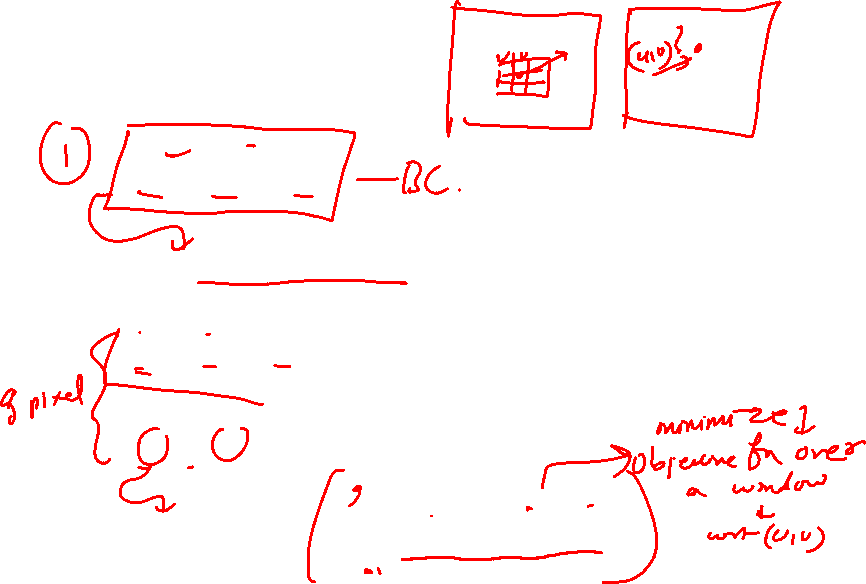 (u,v)
1
BC.
pixel
minimize
Objective fn over
a window
wrt (u,v)